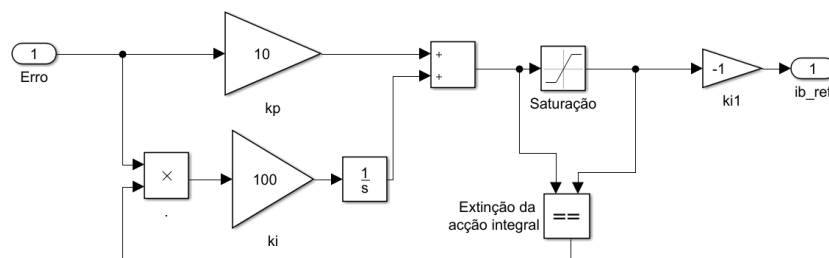 1
Erro
10
kp
+
+
Saturação
-1
ki1
1
ib_ref
×
.
100
ki
1
s
Extinção da
acção integral
==